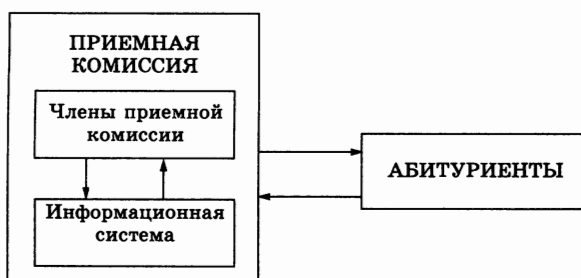 ПРИЕМНАЯ
КОМИССИЯ
Члены приемной
комиссии
Информационная
система
АБИТУРИЕНТЫ